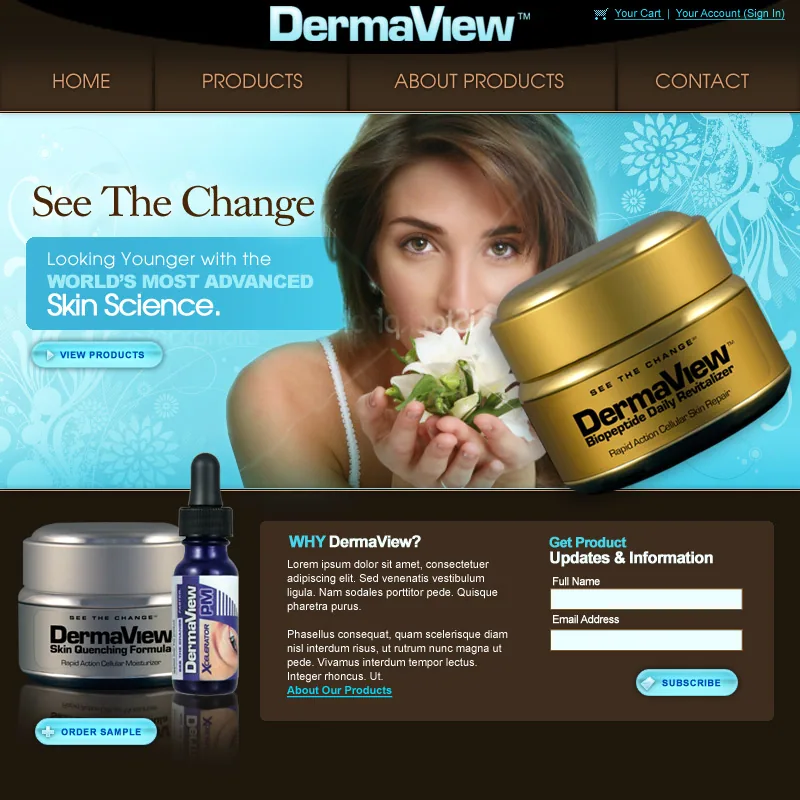 DermaView™
Your Cart | Your Account (Sign In)
HOME
PRODUCTS
ABOUT PRODUCTS
CONTACT
See The Change
Looking Younger with the
WORLD'S MOST ADVANCED
Skin Science.
VIEW PRODUCTS
SEE THE CHANGE™
DermaView™
Biopeptide Daily Revitalizer
Rapid Action Cellular Skin Repair
SEE THE CHANGE™
DermaView
Skin Quenching Formula
Rapid Action Cellular Moisturizer
DermaView
XCELERATOR PM
ORDER SAMPLE
WHY DermaView?
Lorem ipsum dolor sit amet, consectetuer
adipiscing elit. Sed venenatis vestibulum
ligula. Nam sodales porttitor pede. Quisque
pharetra purus.
Phasellus consequat, quam scelerisque diam
nisl interdum risus, ut rutrum nunc magna ut
pede. Vivamus interdum tempor lectus.
Integer rhoncus. Ut.
About Our Products
Get Product
Updates & Information
Full Name
Email Address
SUBSCRIBE